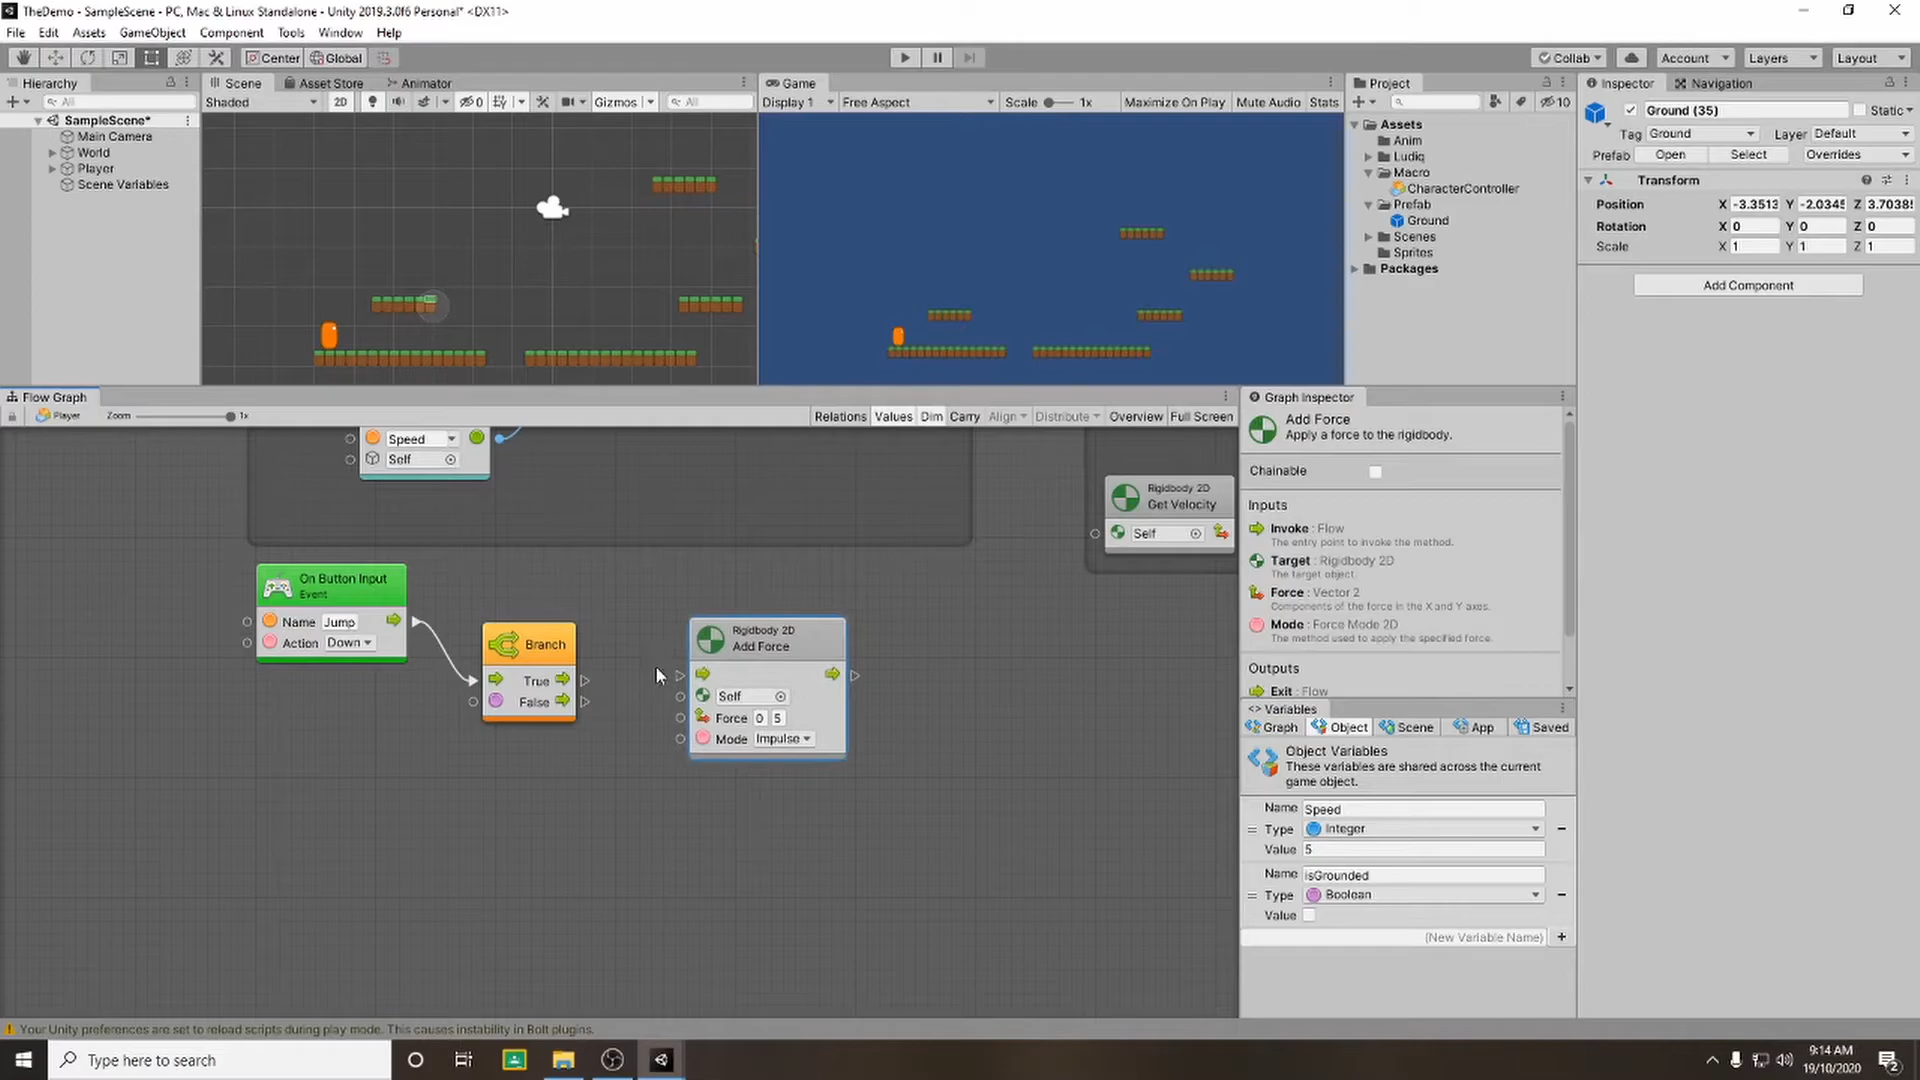 TheDemo - SampleScene - PC, Mac & Linux Standalone - Unity 2019.3.0f6 Personal* <DX11>
File Edit Assets GameObject Component Tools Window Help
Center Global Collab Account Layers Layout
Hierarchy
All
SampleScene*
Main Camera
World
Player
Scene Variables
Scene Asset Store Animator
Shaded 2D 0 Gizmos All
Game
Display 1 Free Aspect Scale 1x Maximize On Play Mute Audio Stats
Project
10
Assets
Anim
Ludiq
Macro
CharacterController
Prefab
Ground
Scenes
Sprites
Packages
Inspector Navigation
Ground (35) Static
Tag Ground Layer Default
Prefab Open Select Overrides
Transform
Position X -3.3513 Y -2.0345 Z 3.7038
Rotation X 0 Y 0 Z 0
Scale X 1 Y 1 Z 1
Add Component
Flow Graph
Player Zoom 1x Relations Values Dim Carry Align Distribute Overview Full Screen
Speed
Self
Rigidbody 2D
Get Velocity
Self
On Button Input
Event
Name Jump
Action Down
Branch
True
False
Rigidbody 2D
Add Force
Self
Force 0 5
Mode Impulse
Graph Inspector
Add Force
Apply a force to the rigidbody.
Chainable
Inputs
Invoke : Flow
The entry point to invoke the method.
Target : Rigidbody 2D
The target object.
Force : Vector 2
Components of the force in the X and Y axes.
Mode : Force Mode 2D
The method used to apply the specified force.
Outputs
Exit : Flow
<> Variables
Graph Object Scene App Saved
Object Variables
These variables are shared across the current
game object.
Name Speed
Type Integer
Value 5
Name isGrounded
Type Boolean
Value
(New Variable Name)
Your Unity preferences are set to reload scripts during play mode. This causes instability in Bolt plugins.
Type here to search
9:14 AM
19/10/2020
2